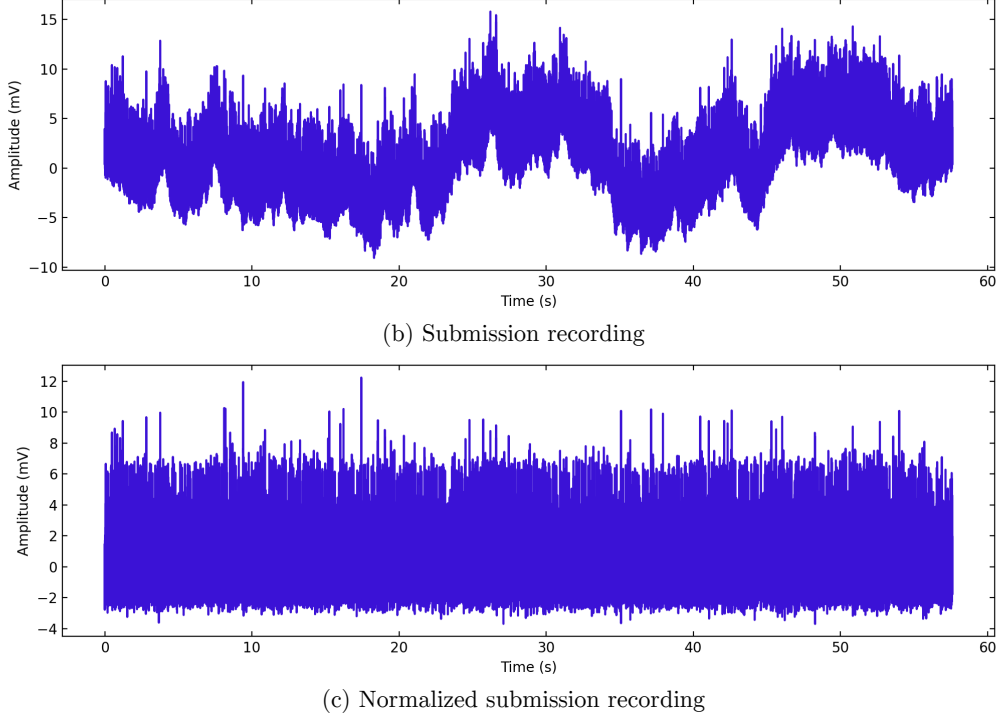 15
10
5
0
−5
−10
Amplitude (mV)
0 10 20 30 40 50 60
Time (s)
(b) Submission recording
12
10
8
6
4
2
0
−2
−4
Amplitude (mV)
0 10 20 30 40 50 60
Time (s)
(c) Normalized submission recording